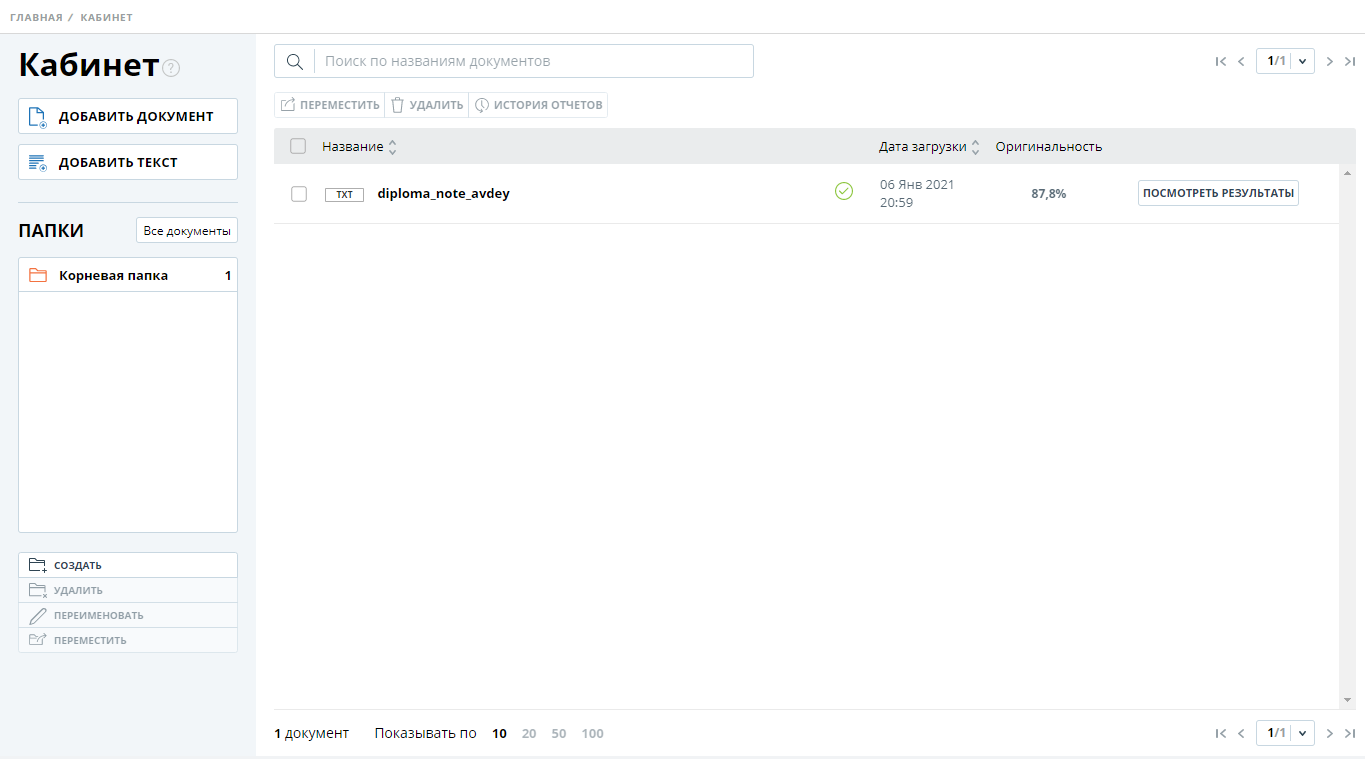 ГЛАВНАЯ / КАБИНЕТ
Кабинет ?
ДОБАВИТЬ ДОКУМЕНТ
ДОБАВИТЬ ТЕКСТ
ПАПКИ Все документы
Корневая папка 1
СОЗДАТЬ
УДАЛИТЬ
ПЕРЕИМЕНОВАТЬ
ПЕРЕМЕСТИТЬ
Поиск по названиям документов
1/1
ПЕРЕМЕСТИТЬ УДАЛИТЬ ИСТОРИЯ ОТЧЕТОВ
Название Дата загрузки Оригинальность
TXT diploma_note_avdey 06 Янв 2021 87,8% ПОСМОТРЕТЬ РЕЗУЛЬТАТЫ
20:59
1 документ Показывать по 10 20 50 100 1/1